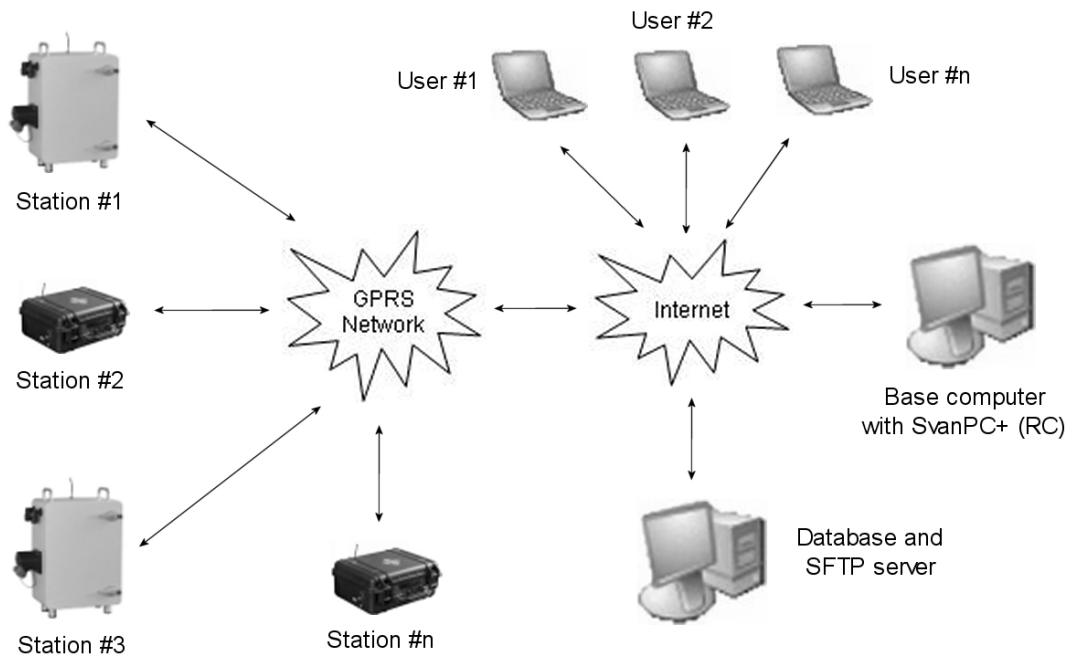 User #2
User #1
User #n
Station #1
GPRS
Network
Internet
Station #2
Base computer
with SvanPC+ (RC)
Database and
SFTP server
Station #3
Station #n